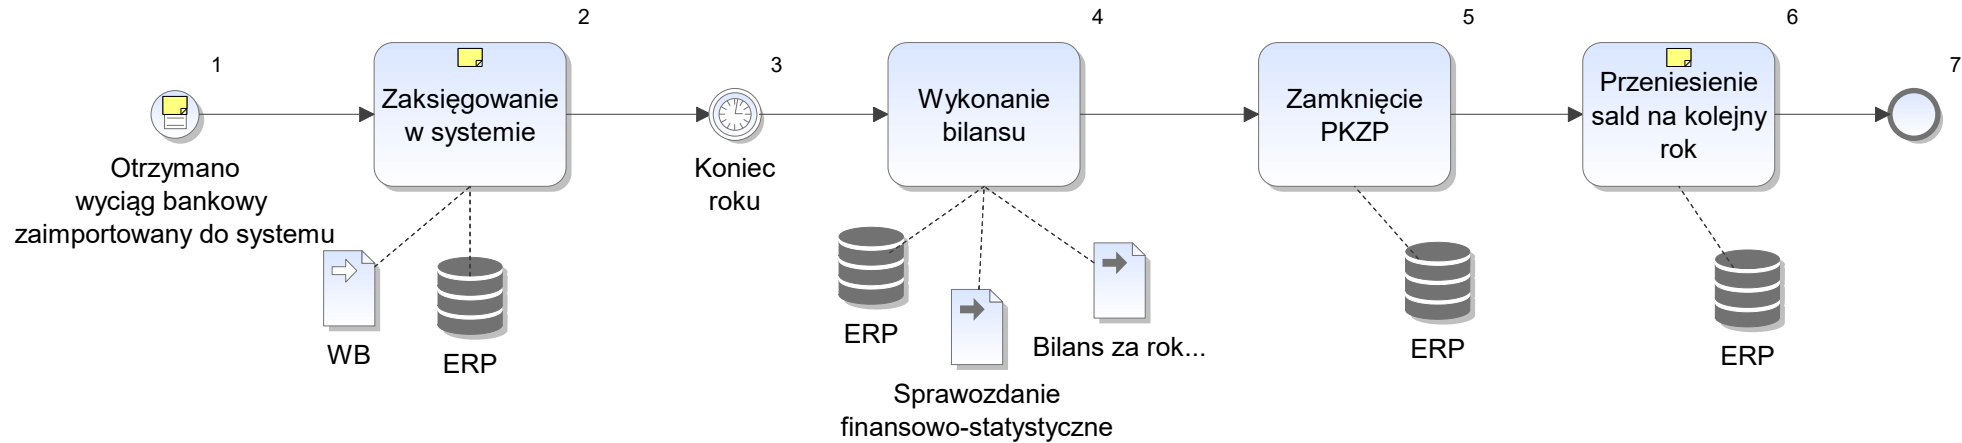 1
2
3
4
5
6
7
Otrzymano
wyciąg bankowy
zaimportowany do systemu
Zaksięgowanie
w systemie
WB
ERP
Koniec
roku
Wykonanie
bilansu
ERP
Sprawozdanie
finansowo-statystyczne
Bilans za rok...
Zamknięcie
PKZP
ERP
Przeniesienie
sald na kolejny
rok
ERP